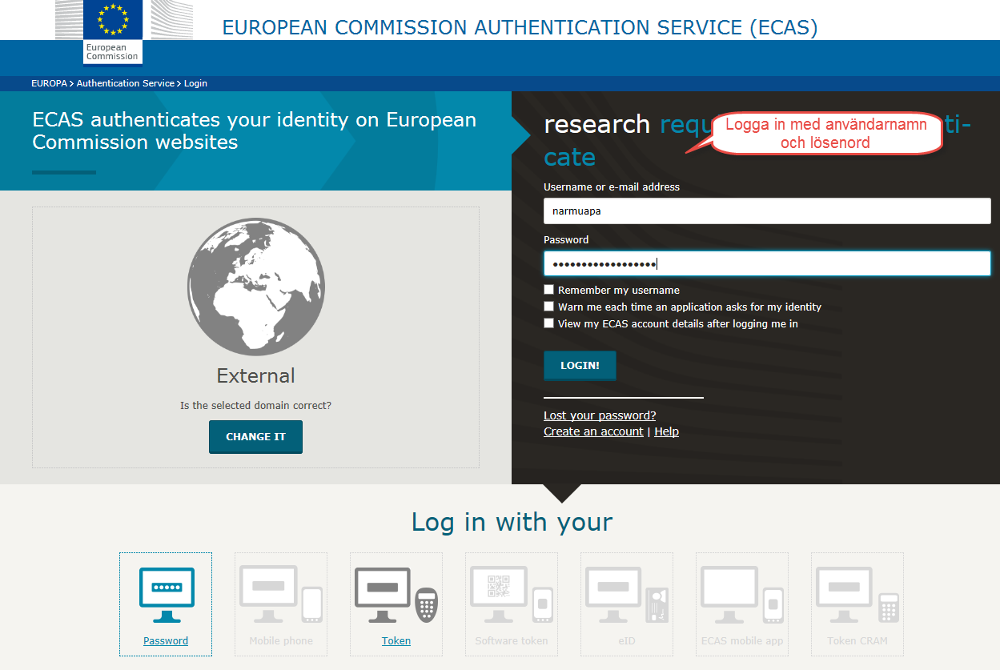 European
Commission
EUROPEAN COMMISSION AUTHENTICATION SERVICE (ECAS)
EUROPA > Authentication Service > Login
ECAS authenticates your identity on European
Commission websites
External
Is the selected domain correct?
CHANGE IT
research requ ti-
cate
Logga in med användarnamn
och lösenord
Username or e-mail address
narmuapa
Password
••••••••••••••••••
Remember my username
Warn me each time an application asks for my identity
View my ECAS account details after logging me in
LOGIN!
Lost your password?
Create an account | Help
Log in with your
Password
Mobile phone
Token
Software token
eID
ECAS mobile app
Token CRAM